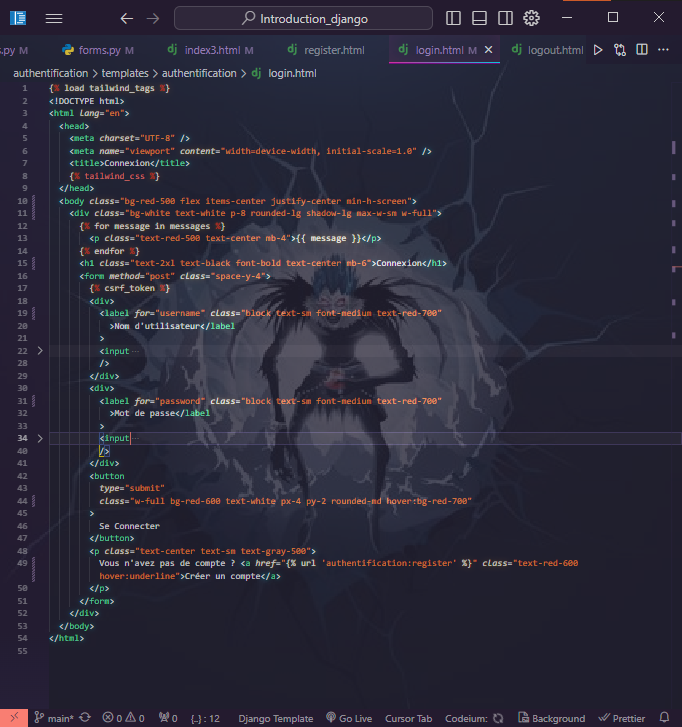 Introduction_django
s.py M
forms.py M
index3.html M
register.html
login.html M
logout.html
authentification > templates > authentification > login.html
1 {% load tailwind_tags %}
2 <!DOCTYPE html>
3 <html lang="en">
4 <head>
5 <meta charset="UTF-8" />
6 <meta name="viewport" content="width=device-width, initial-scale=1.0" />
7 <title>Connexion</title>
8 {% tailwind_css %}
9 </head>
10 <body class="bg-red-500 flex items-center justify-center min-h-screen">
11 <div class="bg-white text-white p-8 rounded-lg shadow-lg max-w-sm w-full">
12 {% for message in messages %}
13 <p class="text-red-500 text-center mb-4">{{ message }}</p>
14 {% endfor %}
15 <h1 class="text-2xl text-black font-bold text-center mb-6">Connexion</h1>
16 <form method="post" class="space-y-4">
17 {% csrf_token %}
18 <div>
19 <label for="username" class="block text-sm font-medium text-red-700"
20 >Nom d'utilisateur</label
21 >
22 <input ···
28 />
29 </div>
30 <div>
31 <label for="password" class="block text-sm font-medium text-red-700"
32 >Mot de passe</label
33 >
34 <input ···
40 />
41 </div>
42 <button
43 type="submit"
44 class="w-full bg-red-600 text-white px-4 py-2 rounded-md hover:bg-red-700"
45 >
46 Se Connecter
47 </button>
48 <p class="text-center text-sm text-gray-500">
49 Vous n'avez pas de compte ? <a href="{% url 'authentification:register' %}" class="text-red-600
hover:underline">Créer un compte</a>
50 </p>
51 </form>
52 </div>
53 </body>
54 </html>
55
main* 0 0 0 {..} : 12 Django Template Go Live Cursor Tab Codeium: Background Prettier